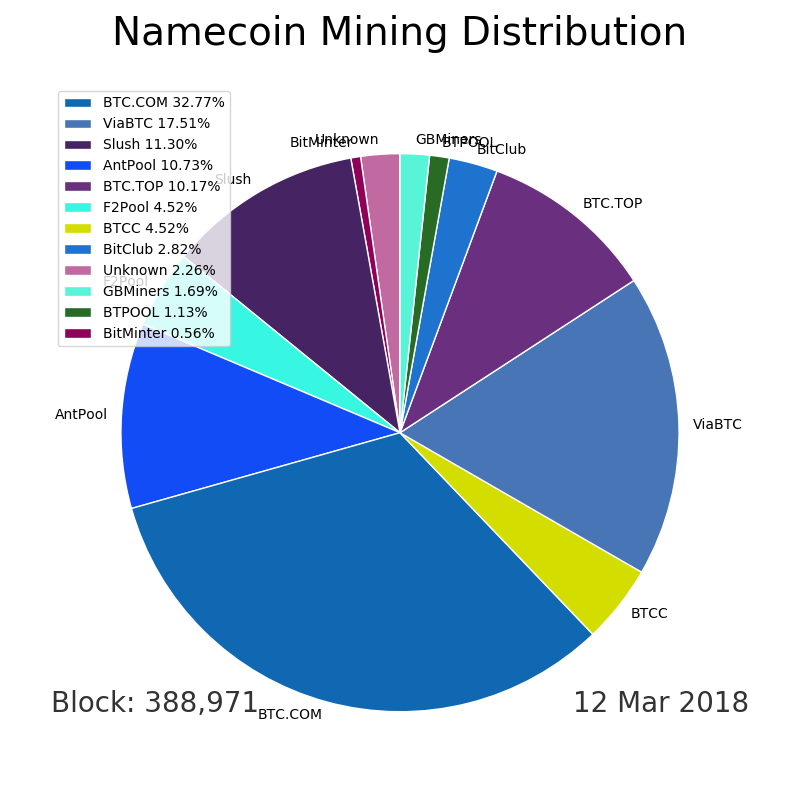 Namecoin Mining Distribution
BTC.COM 32.77%
ViaBTC 17.51%
Slush 11.30%
AntPool 10.73%
BTC.TOP 10.17%
F2Pool 4.52%
BTCC 4.52%
BitClub 2.82%
Unknown 2.26%
GBMiners 1.69%
BTPOOL 1.13%
BitMinter 0.56%
GBMiners
BTPOOL
BitClub
BTC.TOP
ViaBTC
BTCC
BTC.COM
AntPool
F2Pool
Slush
BitMinter
Unknown
Block: 388,971
12 Mar 2018